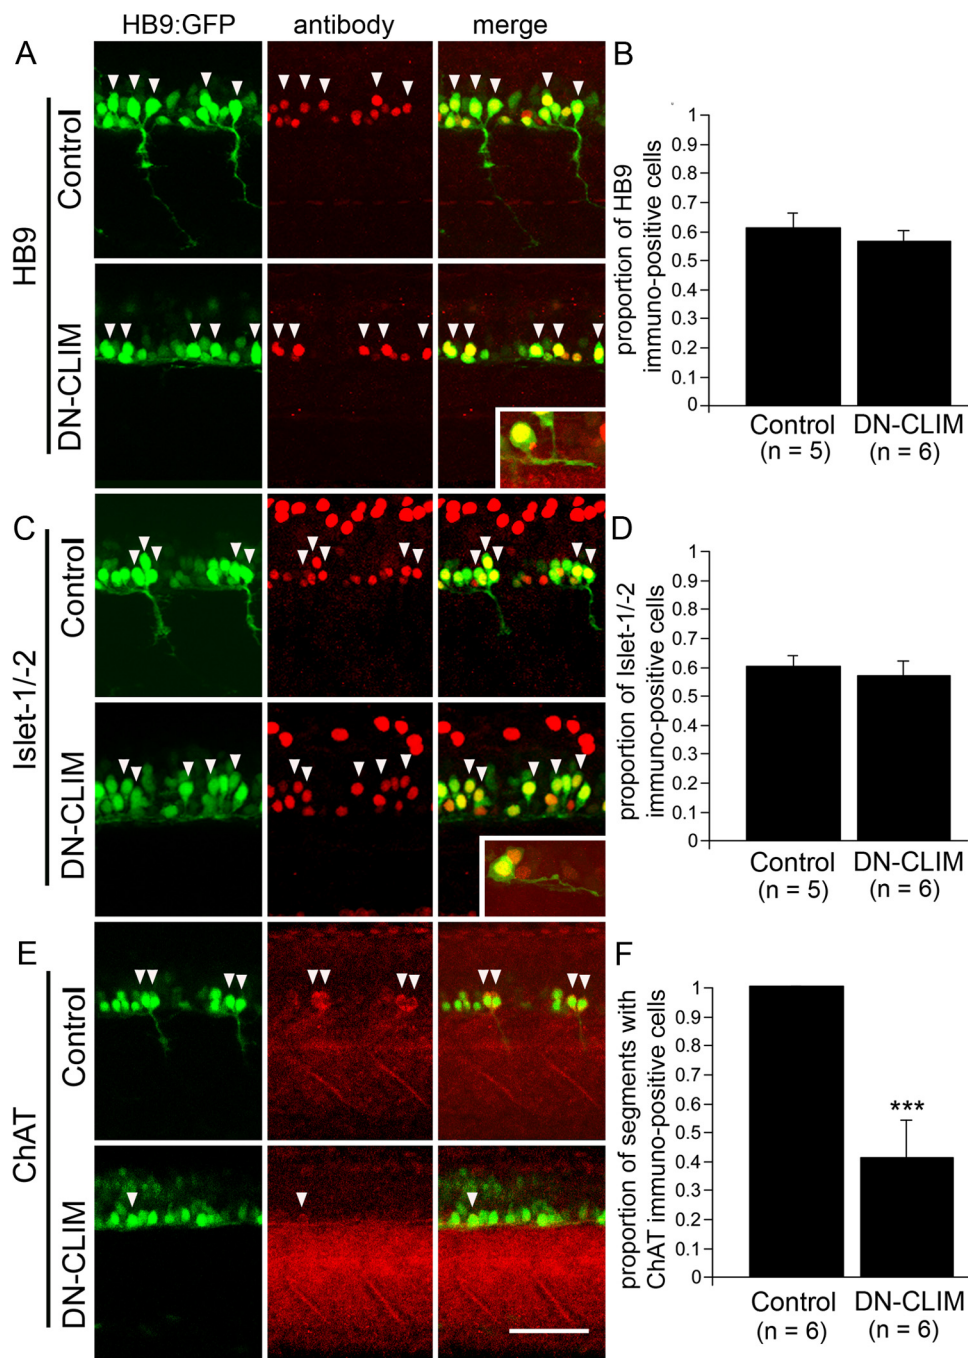 HB9:GFP antibody merge
A
HB9
Control
DN-CLIM
B
proportion of HB9
immuno-positive cells
1
0.9
0.8
0.7
0.6
0.5
0.4
0.3
0.2
0.1
0.1
Control DN-CLIM
(n = 5) (n = 6)
C
Islet-1/-2
Control
DN-CLIM
D
proportion of Islet-1/-2
immuno-positive cells
1
0.9
0.8
0.7
0.6
0.5
0.4
0.3
0.2
0.1
0
Control DN-CLIM
(n = 5) (n = 6)
E
ChAT
Control
DN-CLIM
F
proportion of segments with
ChAT immuno-positive cells
1
0.9
0.8
0.7
0.6
0.5
0.4
0.3
0.2
0.1
0
***
Control DN-CLIM
(n = 6) (n = 6)